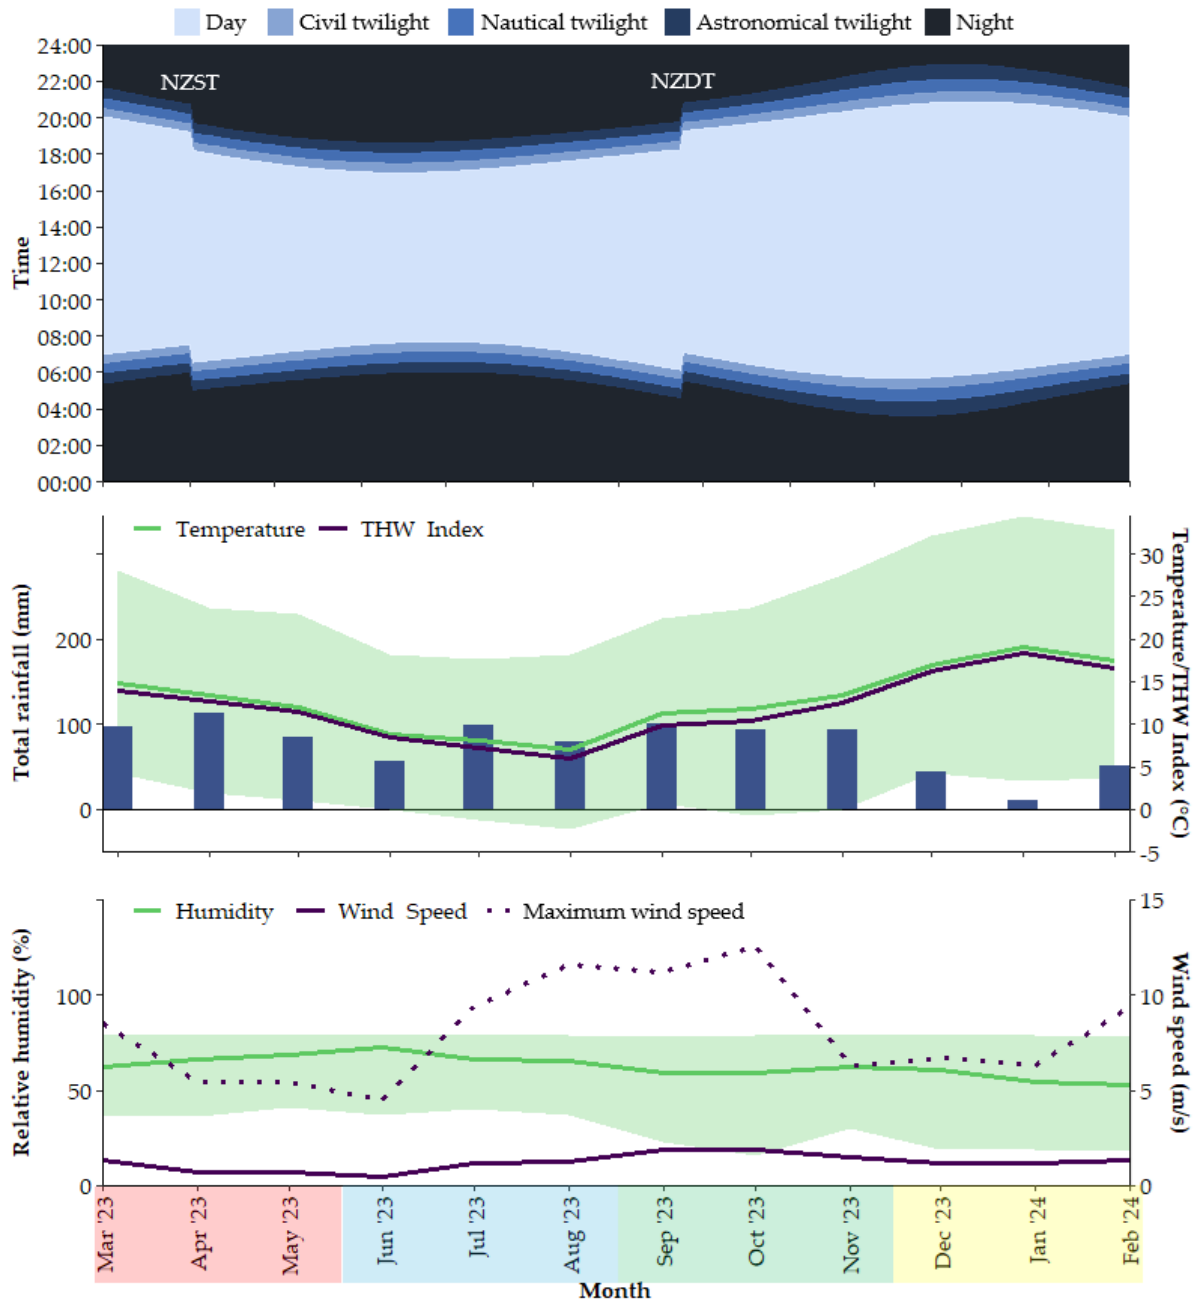 Day Civil twilight Nautical twilight Astronomical twilight Night
24:00
22:00
20:00
18:00
16:00
14:00
12:00
10:00
08:00
06:00
04:00
02:00
00:00
Time
NZST NZDT
Temperature THW Index
200
100
0
Total rainfall (mm)
30
25
20
15
10
5
0
-5
Temperature/THW Index (°C)
Humidity Wind Speed Maximum wind speed
100
50
0
Relative humidity (%)
15
10
5
0
Wind speed (m/s)
Mar '23
Apr '23
May '23
Jun '23
Jul '23
Aug '23
Sep '23
Oct '23
Nov '23
Dec '23
Jan '24
Feb '24
Month